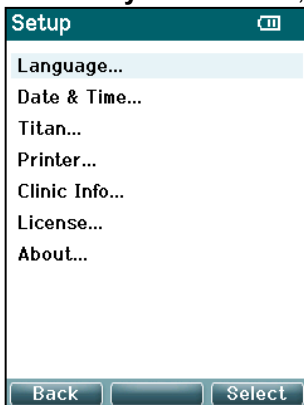 Setup
Language...
Date & Time...
Titan...
Printer...
Clinic Info...
License...
About...
Back Select